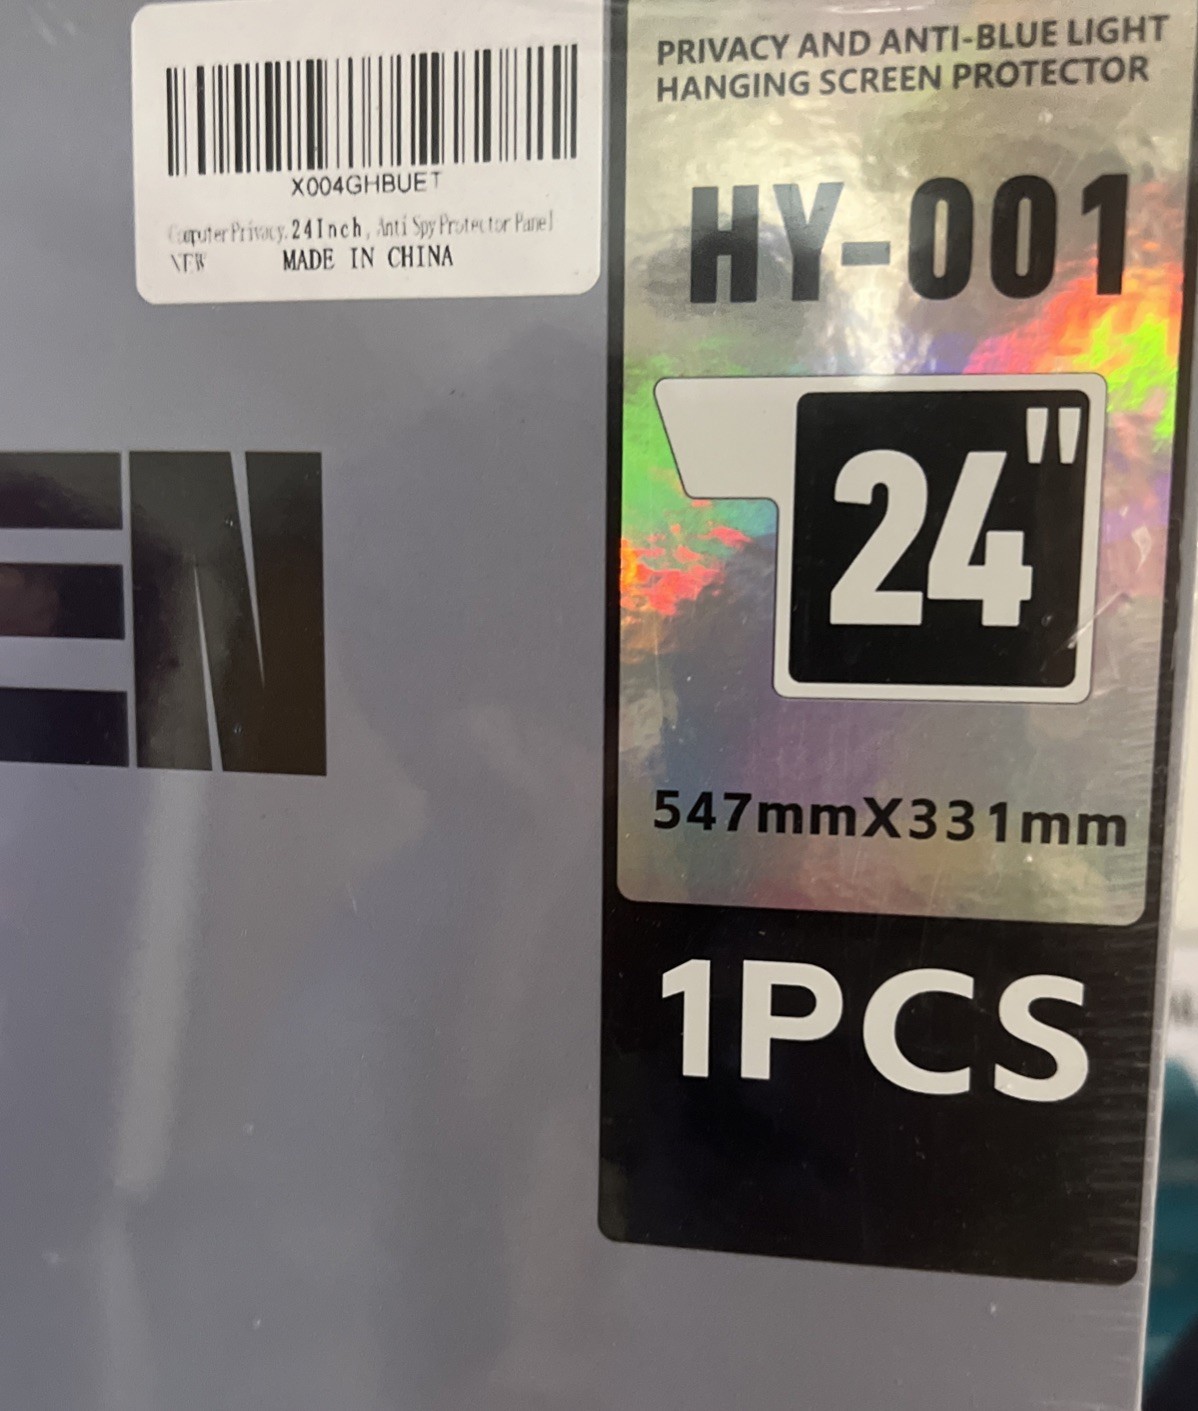 X004GHBUET
Computer Privacy. 24Inch, Anti Spy Protector Panel
NEW MADE IN CHINA
PRIVACY AND ANTI-BLUE LIGHT
HANGING SCREEN PROTECTOR
HY-001
24"
EN
547mmX331mm
1PCS